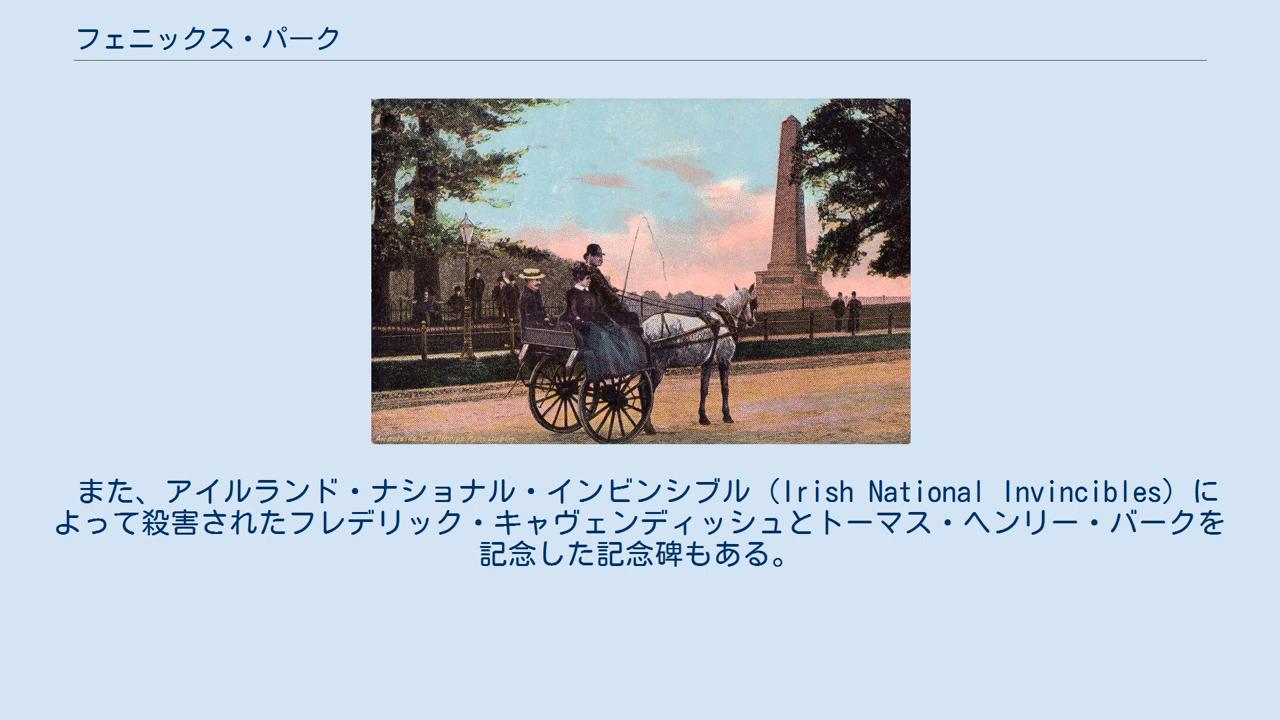 フェニックス・パーク
また、アイルランド・ナショナル・インビンシブル（Irish National Invincibles）に
よって殺害されたフレデリック・キャヴェンディッシュとトーマス・ヘンリー・バークを
記念した記念碑もある。